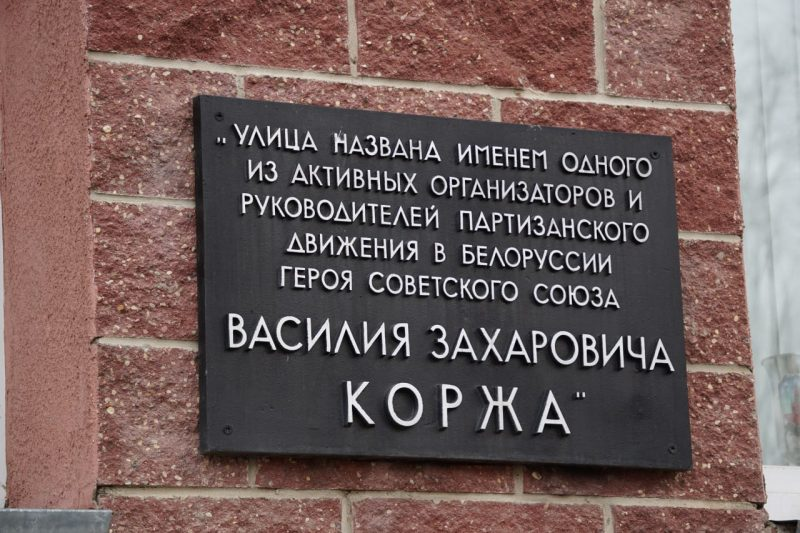 „УЛИЦА НАЗВАНА ИМЕНЕМ ОДНОГО
ИЗ АКТИВНЫХ ОРГАНИЗАТОРОВ И
РУКОВОДИТЕЛЕЙ ПАРТИЗАНСКОГО
ДВИЖЕНИЯ В БЕЛОРУССИИ
ГЕРОЯ СОВЕТСКОГО СОЮЗА
ВАСИЛИЯ ЗАХАРОВИЧА
КОРЖА"